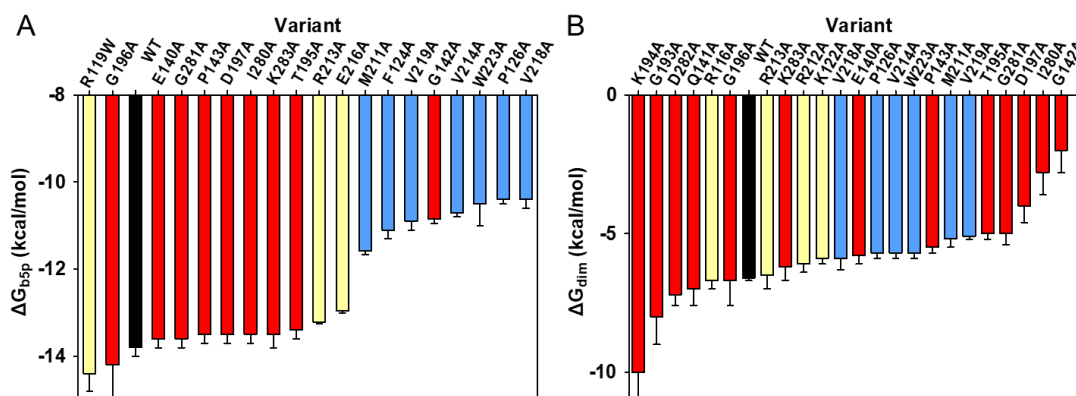 A
Variant
R119W
G196A
WT
E140A
G281A
P143A
D197A
I280A
K283A
T195A
R213A
E216A
M211A
F124A
V219A
G142A
V214A
W223A
P126A
V218A
-8
-10
-12
-14
ΔGb5p (kcal/mol)
B
Variant
K194A
G193A
D282A
Q141A
R116A
G196A
WT
R213A
K283A
R212A
K122A
V218A
E140A
P126A
V214A
W223A
P143A
M211A
V219A
T195A
G281A
D197A
I280A
G142A
0
-5
-10
ΔGdim (kcal/mol)